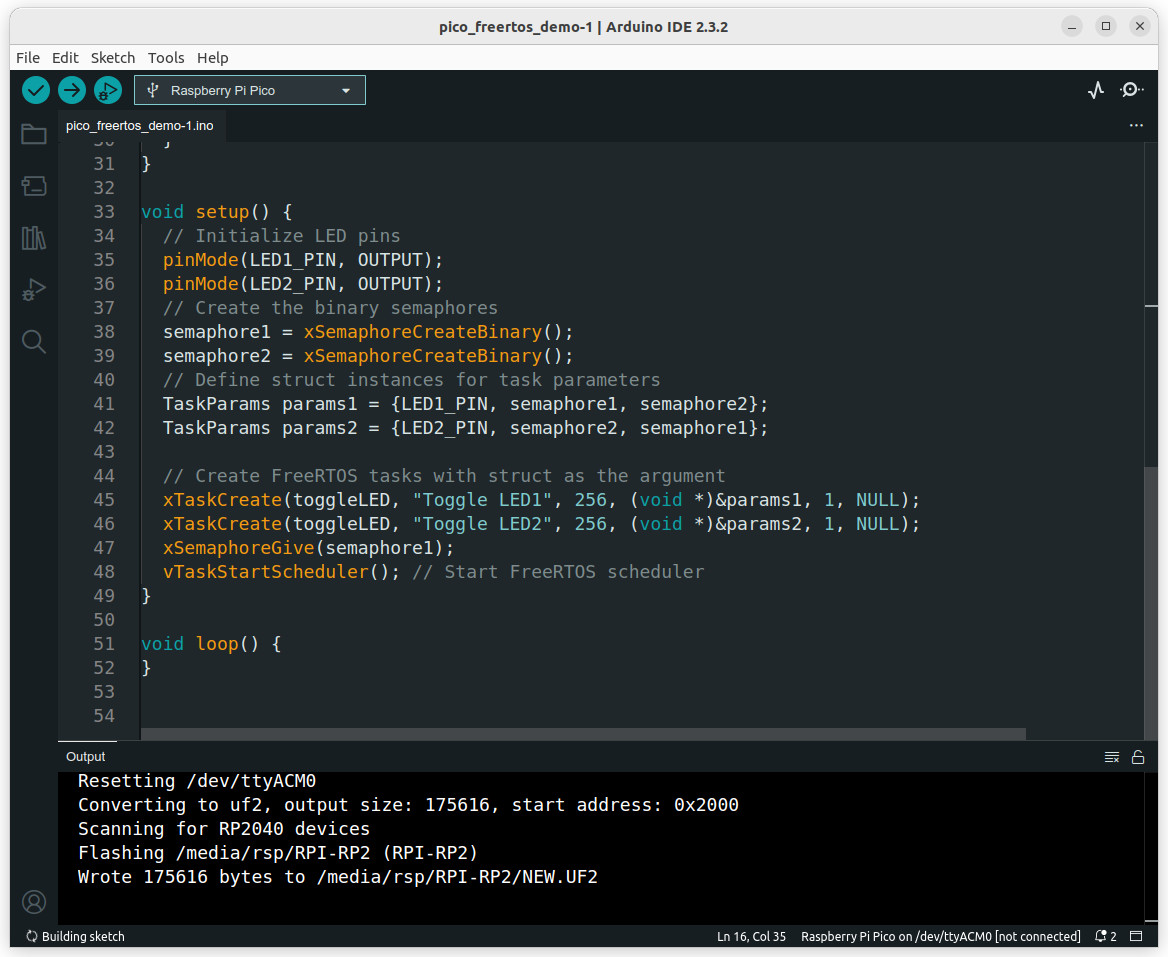 pico_freertos_demo-1 | Arduino IDE 2.3.2
File Edit Sketch Tools Help
Raspberry Pi Pico
pico_freertos_demo-1.ino
30   }
31 }
32
33 void setup() {
34   // Initialize LED pins
35   pinMode(LED1_PIN, OUTPUT);
36   pinMode(LED2_PIN, OUTPUT);
37   // Create the binary semaphores
38   semaphore1 = xSemaphoreCreateBinary();
39   semaphore2 = xSemaphoreCreateBinary();
40   // Define struct instances for task parameters
41   TaskParams params1 = {LED1_PIN, semaphore1, semaphore2};
42   TaskParams params2 = {LED2_PIN, semaphore2, semaphore1};
43
44   // Create FreeRTOS tasks with struct as the argument
45   xTaskCreate(toggleLED, "Toggle LED1", 256, (void *)&params1, 1, NULL);
46   xTaskCreate(toggleLED, "Toggle LED2", 256, (void *)&params2, 1, NULL);
47   xSemaphoreGive(semaphore1);
48   vTaskStartScheduler(); // Start FreeRTOS scheduler
49 }
50
51 void loop() {
52 }
53
54
Output
Resetting /dev/ttyACM0
Converting to uf2, output size: 175616, start address: 0x2000
Scanning for RP2040 devices
Flashing /media/rsp/RPI-RP2 (RPI-RP2)
Wrote 175616 bytes to /media/rsp/RPI-RP2/NEW.UF2
Building sketch Ln 16, Col 35 Raspberry Pi Pico on /dev/ttyACM0 [not connected] 2